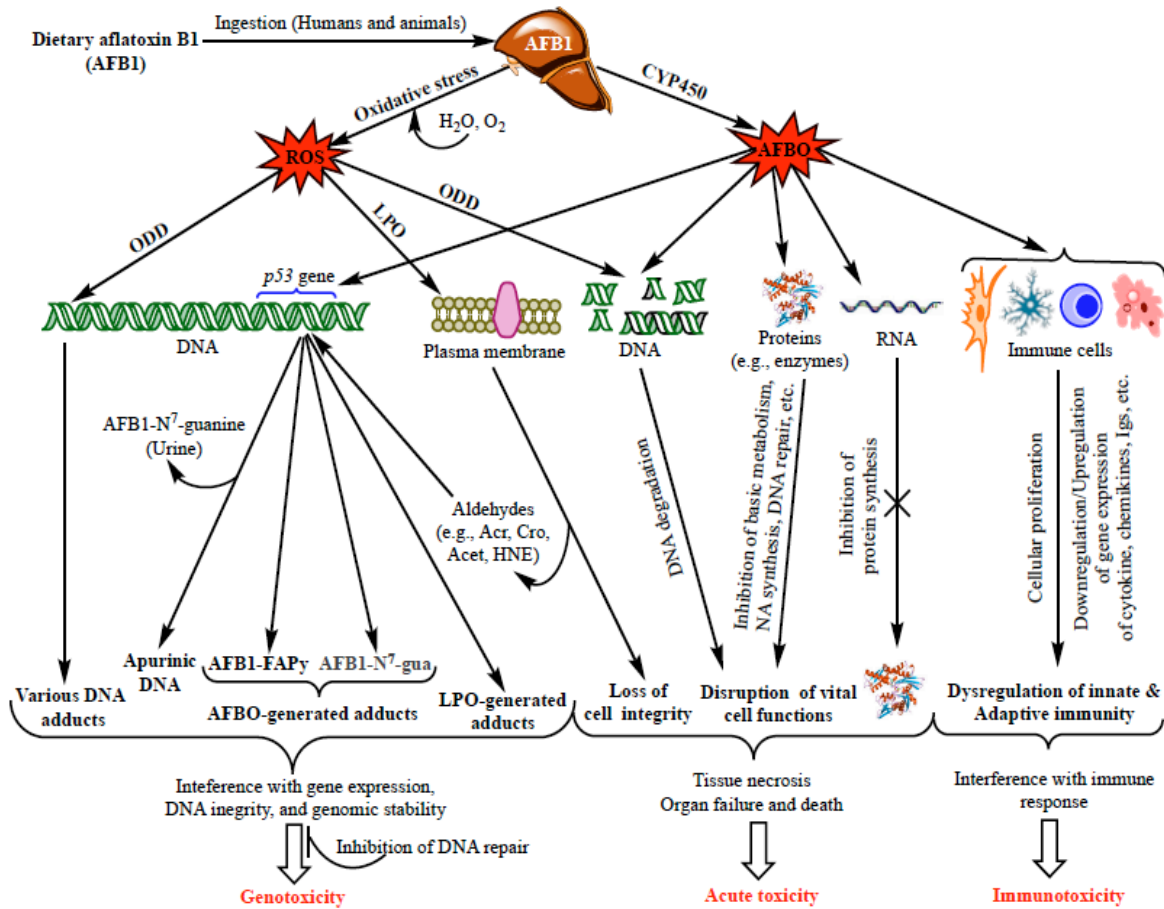 Dietary aflatoxin B1
(AFB1)
Ingestion (Humans and animals)
AFB1
Oxidative stress
H2O, O2
CYP450
ROS
AFBO
ODD
LPO
ODD
p53 gene
DNA
Plasma membrane
DNA
Proteins
(e.g., enzymes)
RNA
Immune cells
AFB1-N7-guanine
(Urine)
Aldehydes
(e.g., Acr, Cro,
Acet, HNE)
DNA degradation
Inhibition of basic metabolism,
NA synthesis, DNA repair, etc.
Inhibition of
protein synthesis
Cellular proliferation
Downregulation/Upregulation
of gene expression
of cytokine, chemikines, Igs, etc.
Various DNA
adducts
Apurinic
DNA
AFB1-FAPy
AFB1-N7-gua
AFBO-generated adducts
LPO-generated
adducts
Loss of
cell integrity
Disruption of vital
cell functions
Dysregulation of innate &
Adaptive immunity
Inteference with gene expression,
DNA inegrity, and genomic stability
Inhibition of DNA repair
Genotoxicity
Tissue necrosis
Organ failure and death
Acute toxicity
Interference with immune
response
Immunotoxicity